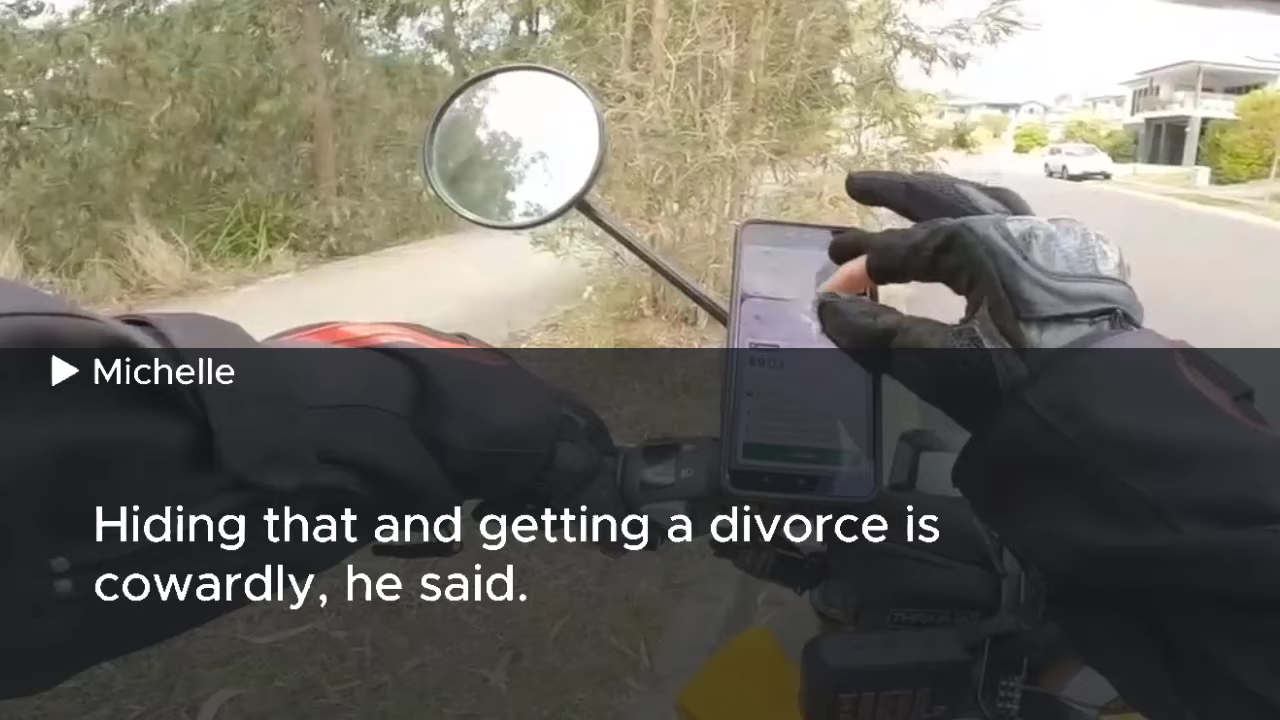 Michelle
Hiding that and getting a divorce is
cowardly, he said.